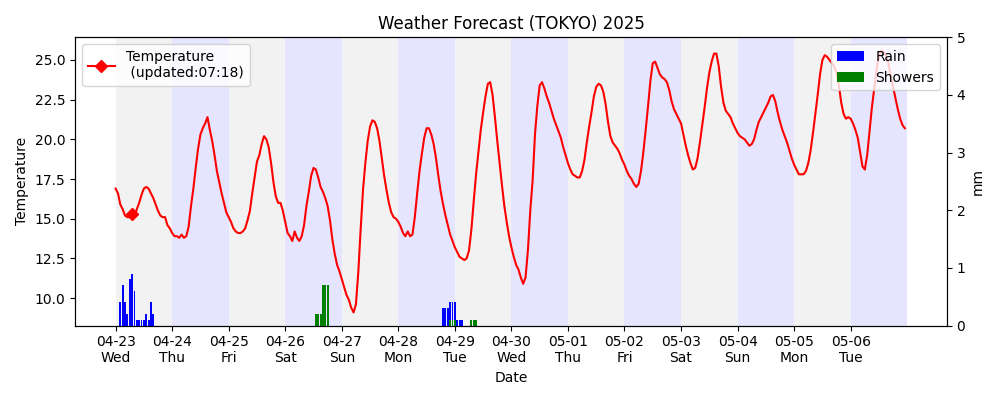 Weather Forecast (TOKYO) 2025
Temperature
(updated:07:18)
Rain
Showers
Temperature
25.0
22.5
20.0
17.5
15.0
12.5
10.0
5
4
3
2
1
0
mm
04-23 04-24 04-25 04-26 04-27 04-28 04-29 04-30 05-01 05-02 05-03 05-04 05-05 05-06
Wed Thu Fri Sat Sun Mon Tue Wed Thu Fri Sat Sun Mon Tue
Date